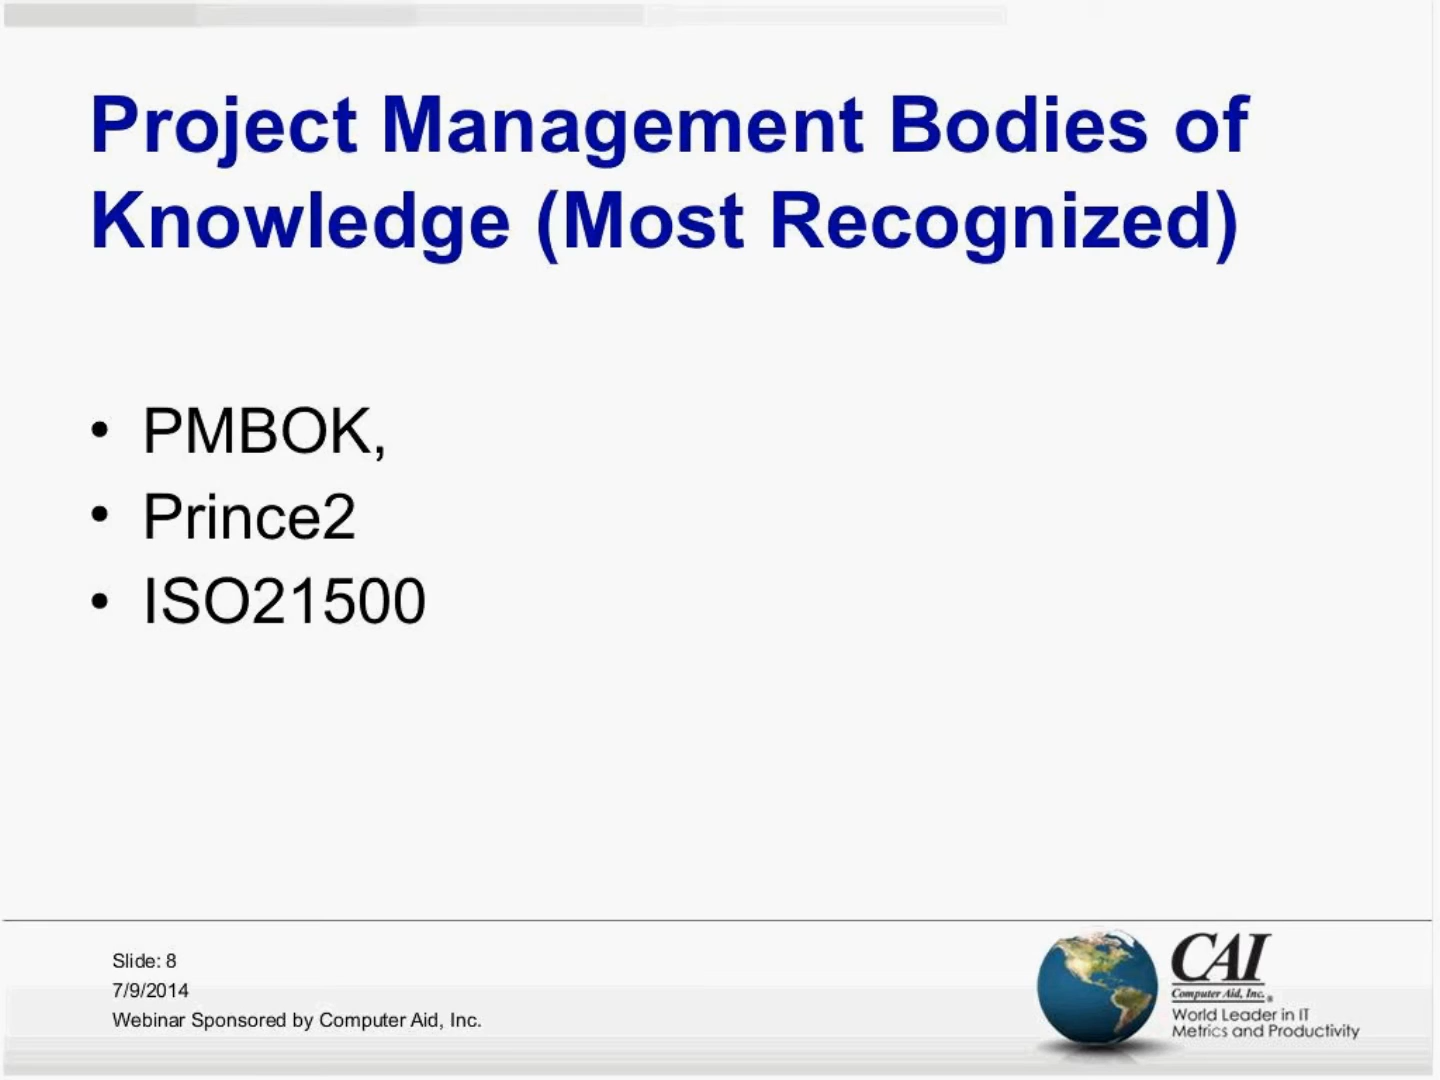 Project Management Bodies of
Knowledge (Most Recognized)
• PMBOK,
• Prince2
• ISO21500
Slide: 8
7/9/2014
Webinar Sponsored by Computer Aid, Inc.
CAI
Computer Aid, Inc.®
World Leader in IT
Metrics and Productivity